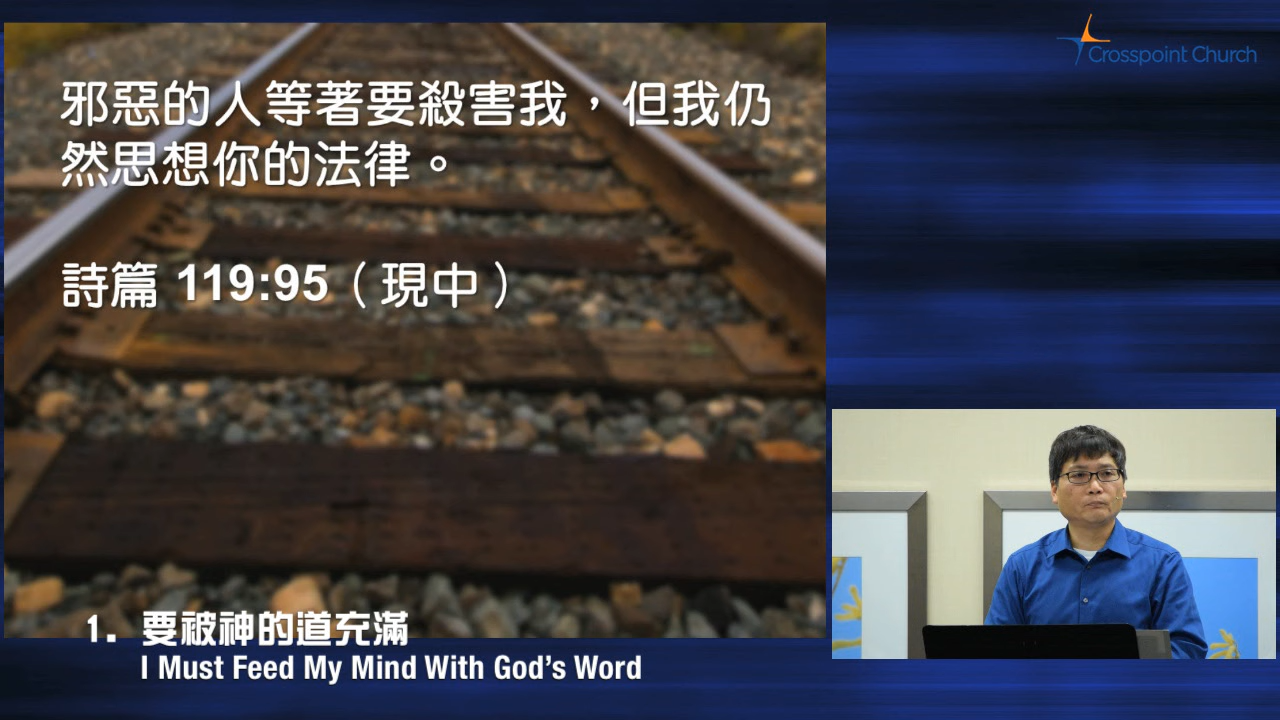 Crosspoint Church
邪惡的人等著要殺害我，但我仍
然思想你的法律。
詩篇 119:95（現中）
1. 要被神的道充滿
I Must Feed My Mind With God's Word